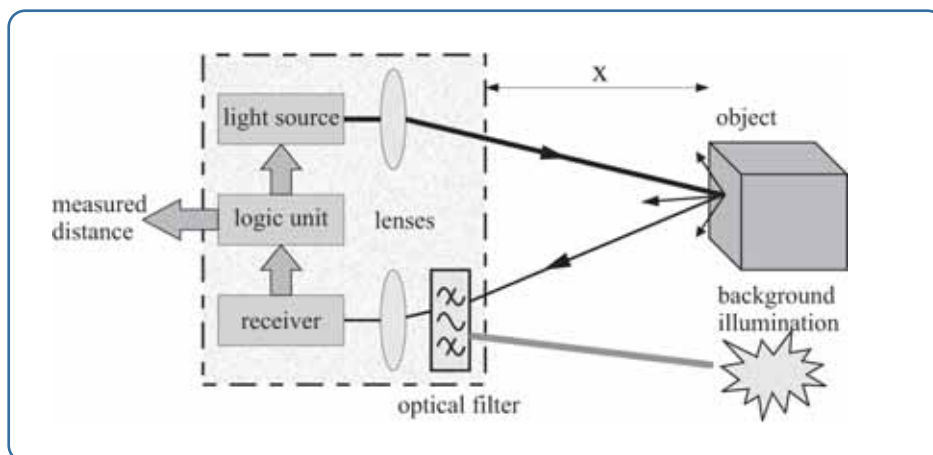 X
light source
object
measured
distance
logic unit
lenses
receiver
background
illumination
optical filter